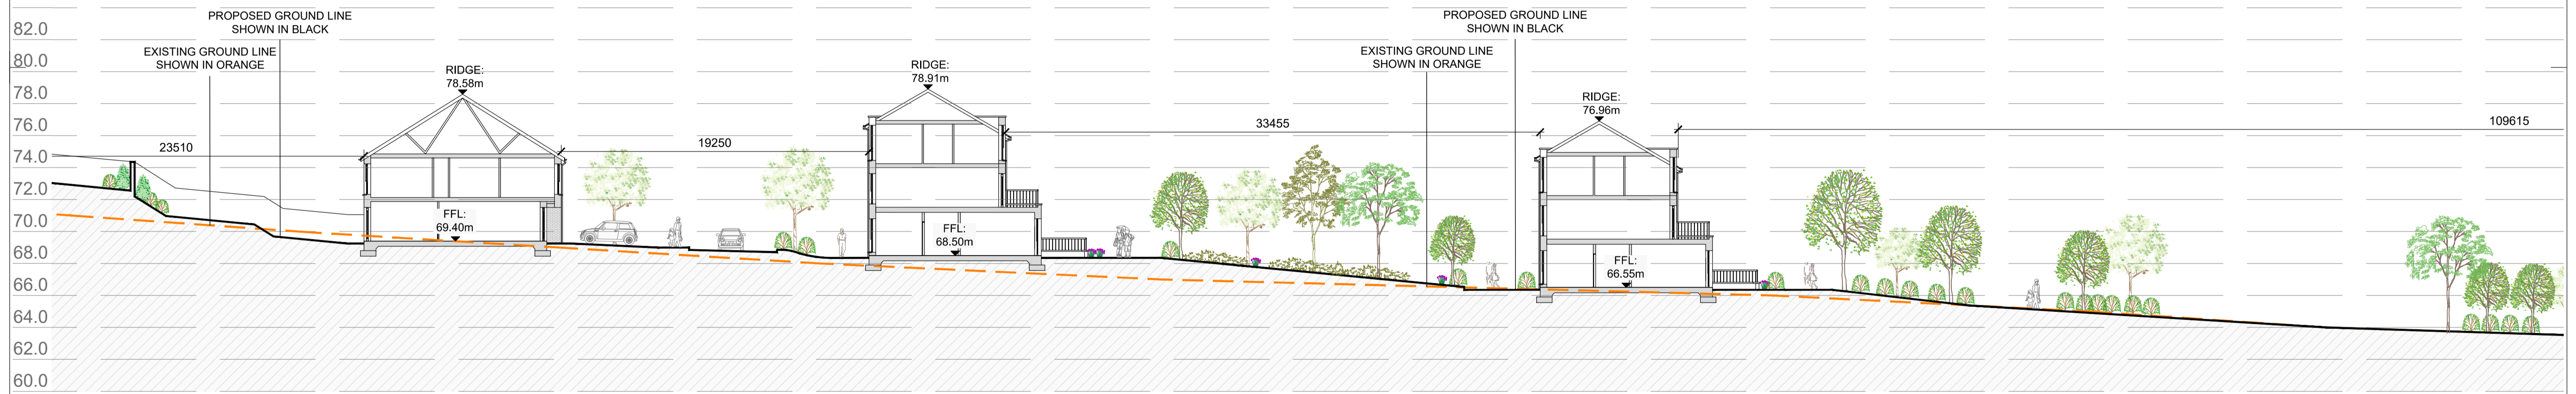 82.0
80.0
78.0
76.0
74.0
72.0
70.0
68.0
66.0
64.0
62.0
60.0
PROPOSED GROUND LINE
SHOWN IN BLACK
EXISTING GROUND LINE
SHOWN IN ORANGE
23510
RIDGE:
78.58m
FFL:
69.40m
19250
RIDGE:
78.91m
FFL:
68.50m
33455
EXISTING GROUND LINE
SHOWN IN ORANGE
PROPOSED GROUND LINE
SHOWN IN BLACK
RIDGE:
76.96m
FFL:
66.55m
109615